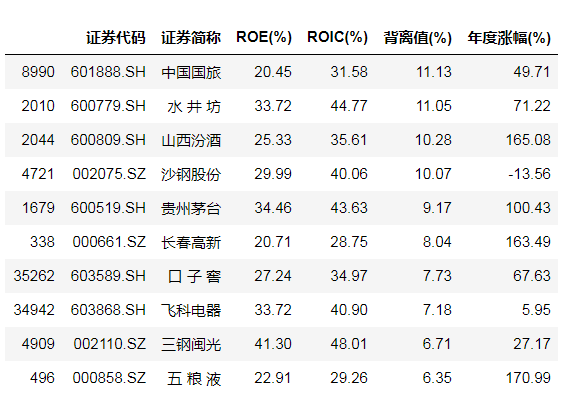 证券代码 证券简称 ROE(%) ROIC(%) 背离值(%) 年度涨幅(%)
8990 601888.SH 中国国旅 20.45 31.58 11.13 49.71
2010 600779.SH 水 井 坊 33.72 44.77 11.05 71.22
2044 600809.SH 山西汾酒 25.33 35.61 10.28 165.08
4721 002075.SZ 沙钢股份 29.99 40.06 10.07 -13.56
1679 600519.SH 贵州茅台 34.46 43.63 9.17 100.43
338 000661.SZ 长春高新 20.71 28.75 8.04 163.49
35262 603589.SH 口 子 窖 27.24 34.97 7.73 67.63
34942 603868.SH 飞科电器 33.72 40.90 7.18 5.95
4909 002110.SZ 三钢闽光 41.30 48.01 6.71 27.17
496 000858.SZ 五 粮 液 22.91 29.26 6.35 170.99